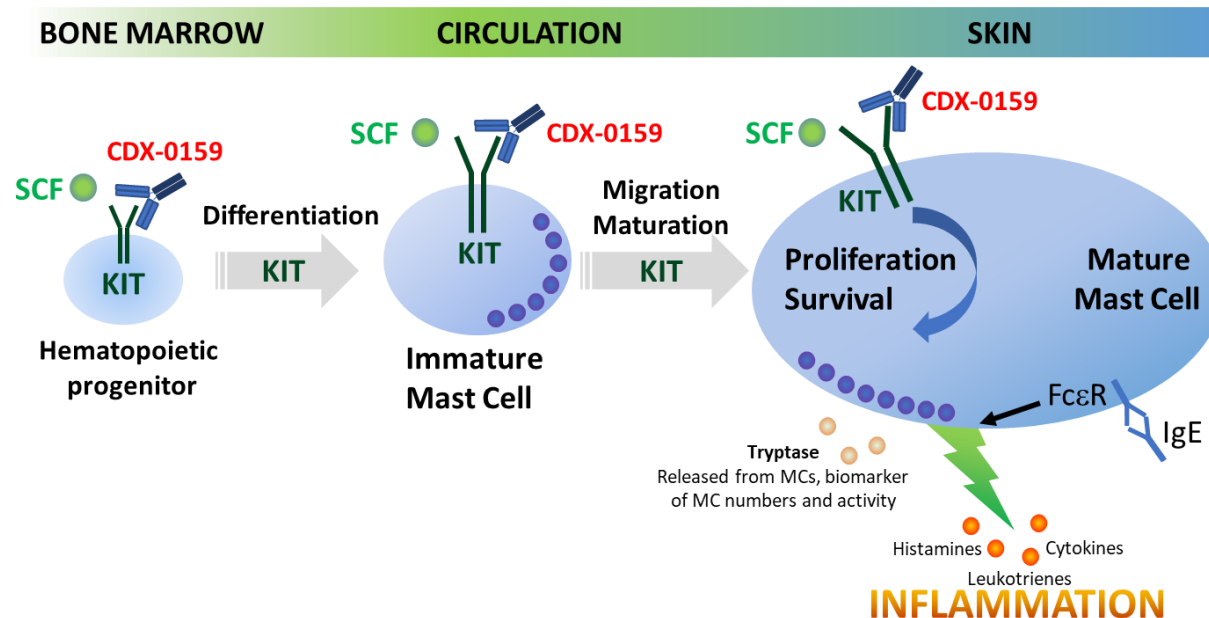 BONE MARROW
CIRCULATION
SKIN
SCF
CDX-0159
KIT
Hematopoietic
progenitor
Differentiation
KIT
SCF
CDX-0159
KIT
Immature
Mast Cell
Migration
Maturation
KIT
SCF
CDX-0159
KIT
Proliferation
Survival
Mature
Mast Cell
FcεR
IgE
Tryptase
Released from MCs, biomarker
of MC numbers and activity
Histamines
Cytokines
Leukotrienes
INFLAMMATION